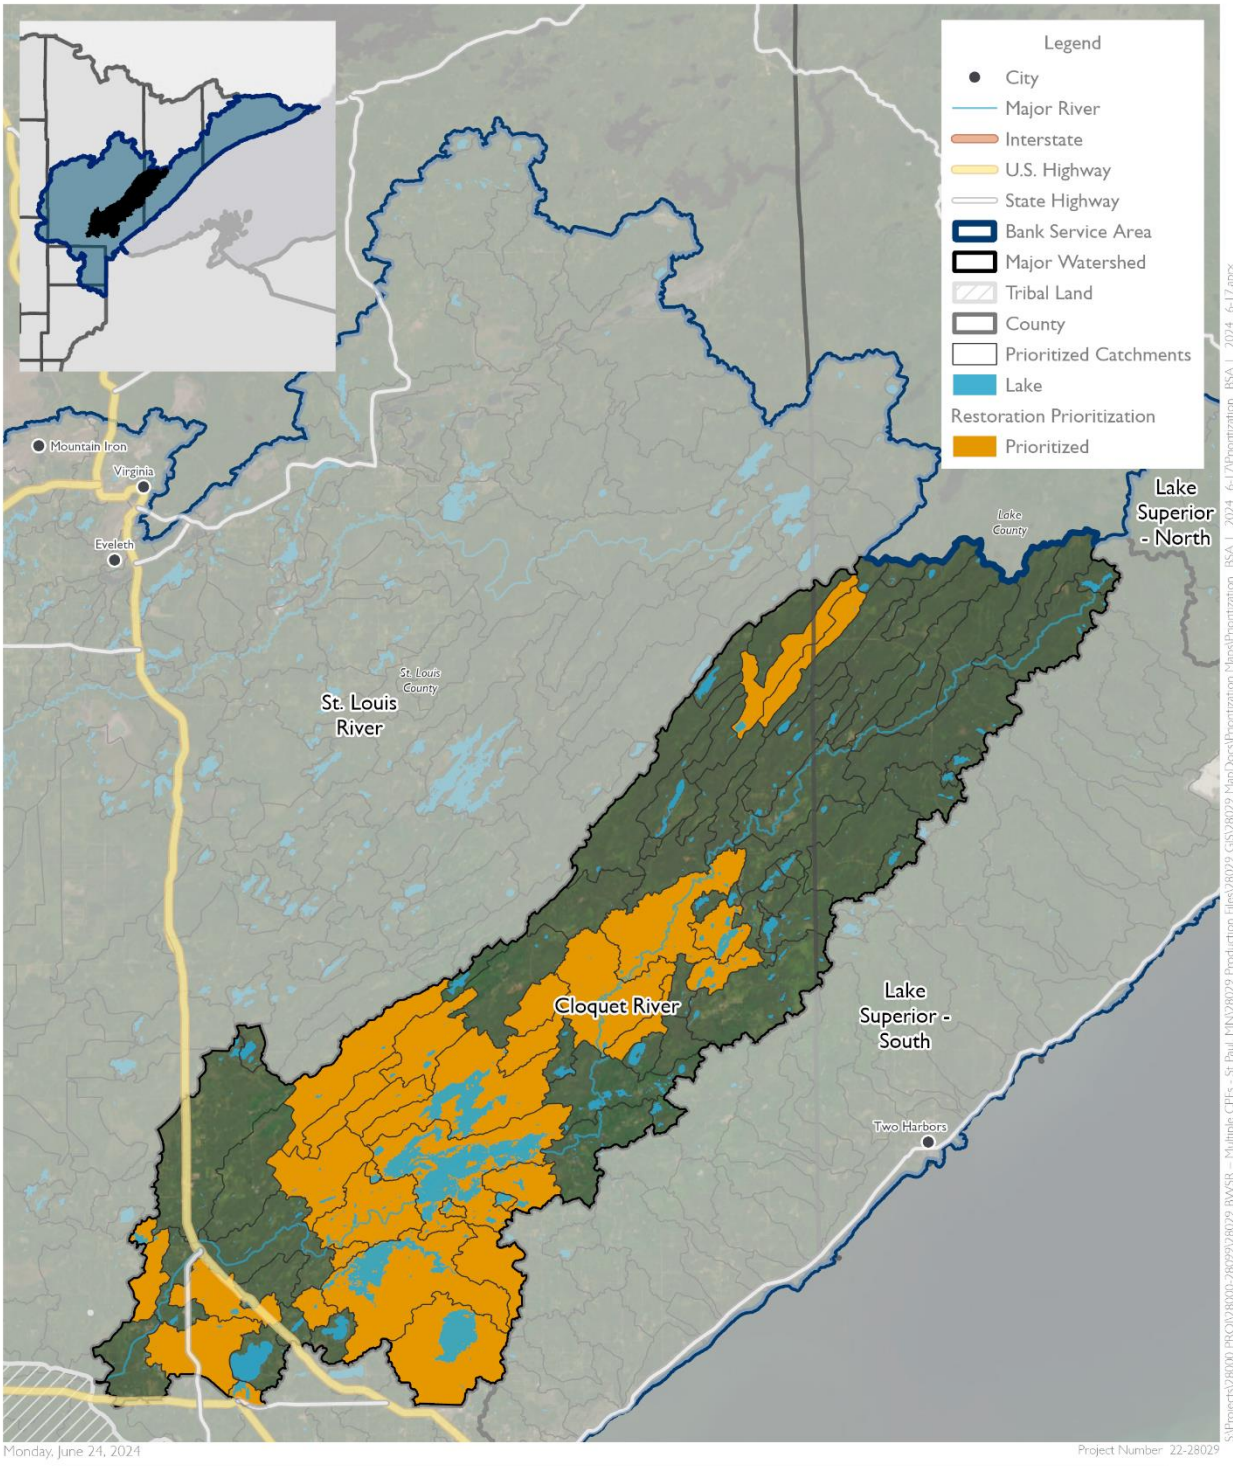 Legend
City
Major River
Interstate
U.S. Highway
State Highway
Bank Service Area
Major Watershed
Tribal Land
County
Prioritized Catchments
Lake
Restoration Prioritization
Prioritized
Mountain Iron
Virginia
Eveleth
Lake
County
Lake
Superior
- North
St. Louis
County
St. Louis
River
Cloquet River
Lake
Superior -
South
Two Harbors
Monday, June 24, 2024
Project Number 22-28029